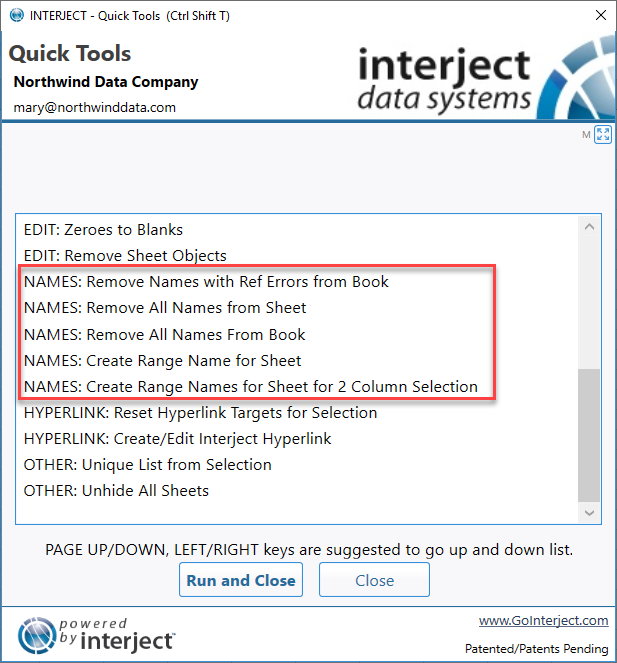 INTERJECT - Quick Tools (Ctrl Shift T)
Quick Tools
Northwind Data Company
mary@northwinddata.com
interject
data systems
M
EDIT: Zeroes to Blanks
EDIT: Remove Sheet Objects
NAMES: Remove Names with Ref Errors from Book
NAMES: Remove All Names from Sheet
NAMES: Remove All Names From Book
NAMES: Create Range Name for Sheet
NAMES: Create Range Names for Sheet for 2 Column Selection
HYPERLINK: Reset Hyperlink Targets for Selection
HYPERLINK: Create/Edit Interject Hyperlink
OTHER: Unique List from Selection
OTHER: Unhide All Sheets
PAGE UP/DOWN, LEFT/RIGHT keys are suggested to go up and down list.
Run and Close
Close
powered
by interject™
www.GoInterject.com
Patented/Patents Pending